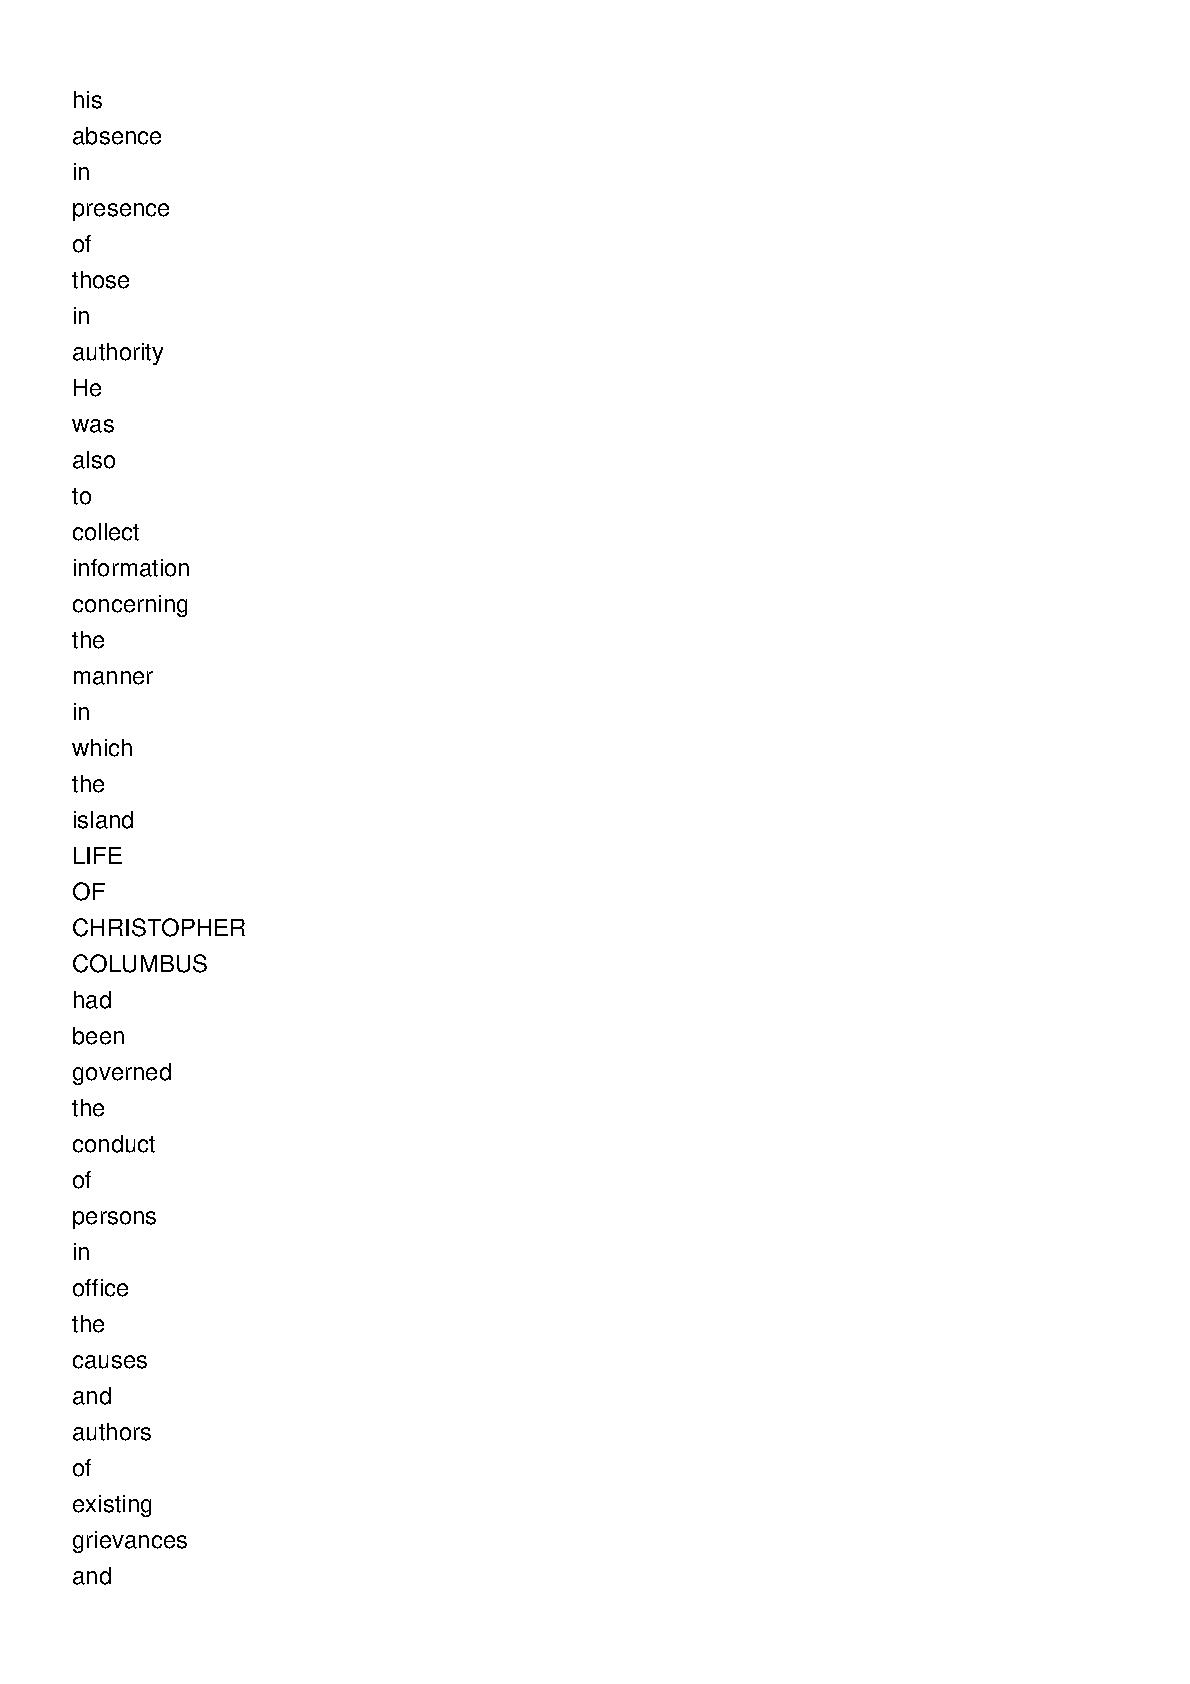 his
absence
in
presence
of
those
in
authority
He
was
also
to
collect
information
concerning
the
manner
in
which
the
island
LIFE
OF
CHRISTOPHER
COLUMBUS
had
been
governed
the
conduct
of
persons
in
office
the
causes
and
authors
of
existing
grievances
and